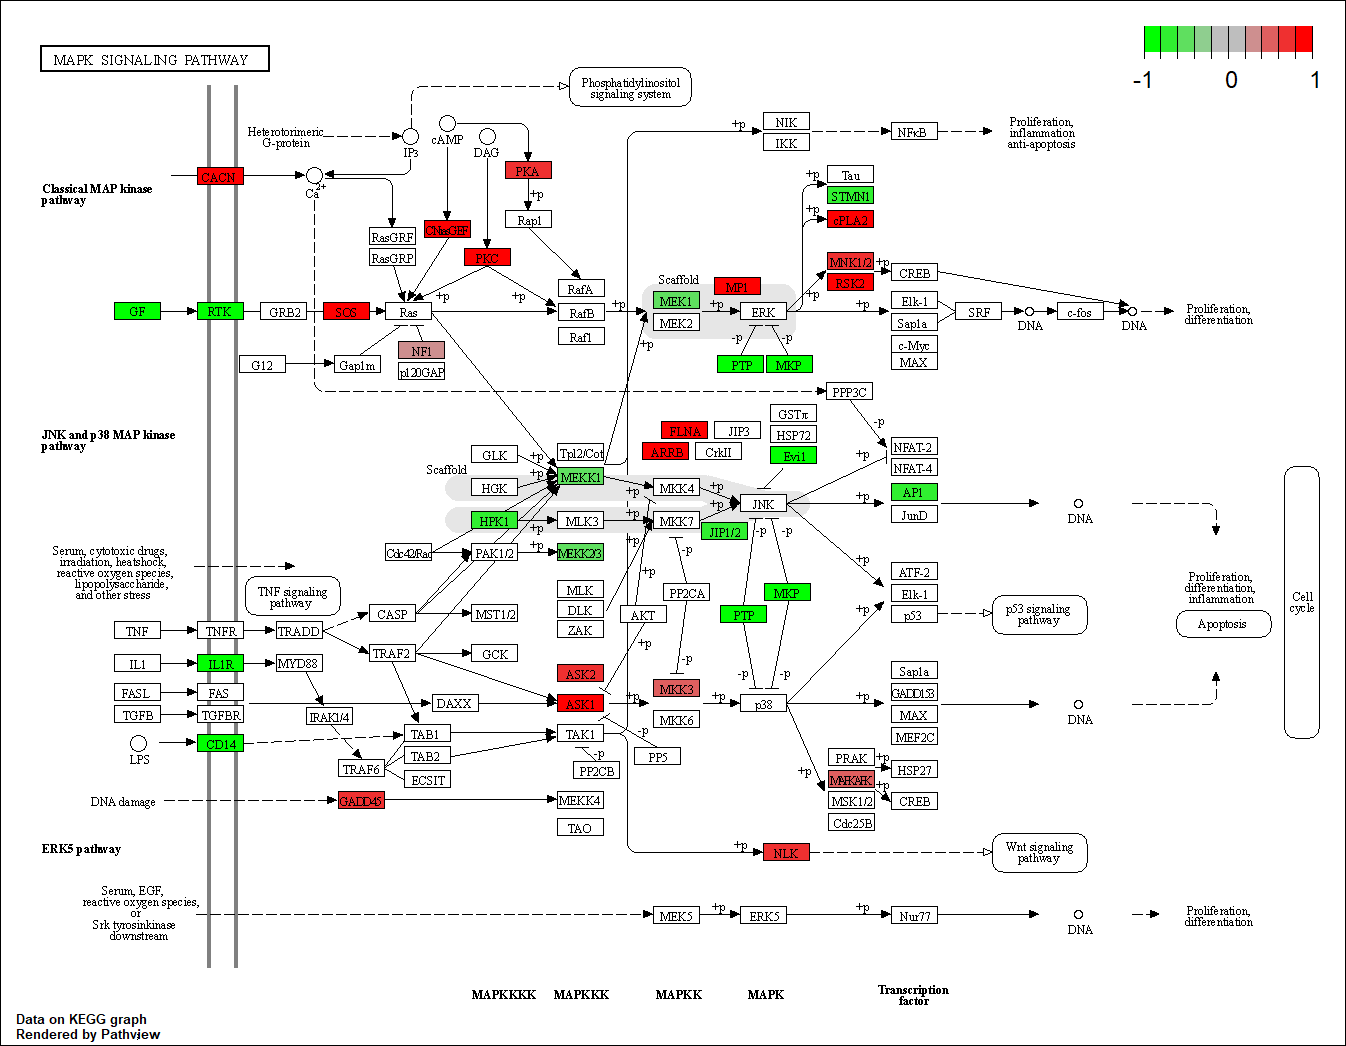 MAPK SIGNALING PATHWAY
-1
0
1
Phosphatidylinositol
signaling system
Heterotorimeric
G-protein
IP3
cAMP
DAG
PKA
+p
Rap1
CACN
Ca2+
Classical MAP kinase
pathway
RasGRF
RasGRP
CNasGEF
PKC
GF
RTK
GRB2
SOS
Ras
+p
+p
RafA
RafB
Raf1
G12
Gap1m
NF1
p120GAP
Scaffold
MEK1
MEK2
MP1
+p
ERK
+p
-p
-p
PTP
MKP
+p
NIK
IKK
NFκB
Proliferation,
inflammation
anti-apoptosis
+p
Tau
STMN1
+p
cPLA2
MNK1/2
RSK2
+p
+p
+p
CREB
Elk-1
Sap1a
c-Myc
MAX
SRF
DNA
c-fos
DNA
Proliferation,
differentiation
PPP3C
-p
JNK and p38 MAP kinase
pathway
Scaffold
GLK
HGK
HPK1
+p
+p
+p
+p
Tpl2/Cot
MEKK1
MLK3
MEKK2/3
MLK
DLK
ZAK
FLNA
ARRB
JIP3
CrkII
GSTπ
HSP72
Evi1
+p
+p
+p
MKK4
MKK7
+p
+p
JNK
JIP1/2
NFAT-2
NFAT-4
+p
+p
AP1
JunD
DNA
+p
ATF-2
Elk-1
p53
+p
p53 signaling
pathway
Serum, cytotoxic drugs,
irradiation, heatshock,
reactive oxygen species,
lipopolysaccharide,
and other stress
TNF signaling
pathway
Cdc42/Rac
PAK1/2
CASP
MST1/2
TNF
TNFR
TRADD
TRAF2
GCK
AKT
+p
+p
PP2CA
-p
-p
-p
-p
MKP
PTP
-p
-p
Proliferation,
differentiation,
inflammation
Apoptosis
Cell
cycle
IL1
IL1R
MYD88
FASL
FAS
TGFB
TGFBR
LPS
CD14
IRAK1/4
TRAF6
DAXX
TAB1
TAB2
ECSIT
ASK2
ASK1
TAK1
-p
PP2CB
-p
PP5
+p
MKK3
MKK6
+p
p38
+p
Sap1a
GADD153
MAX
MEF2C
DNA
+p
PRAK
MAPKAPK
MSK1/2
Cdc25B
+p
+p
HSP27
CREB
DNA damage
GADD45
MEKK4
TAO
+p
NLK
Wnt signaling
pathway
ERK5 pathway
Serum, EGF,
reactive oxygen species,
or
Srk tyrosinkinase
downstream
MEK5
+p
ERK5
+p
Nur77
DNA
Proliferation,
differentiation
MAPKKKK
MAPKKK
MAPKK
MAPK
Transcription
factor
Data on KEGG graph
Rendered by Pathview